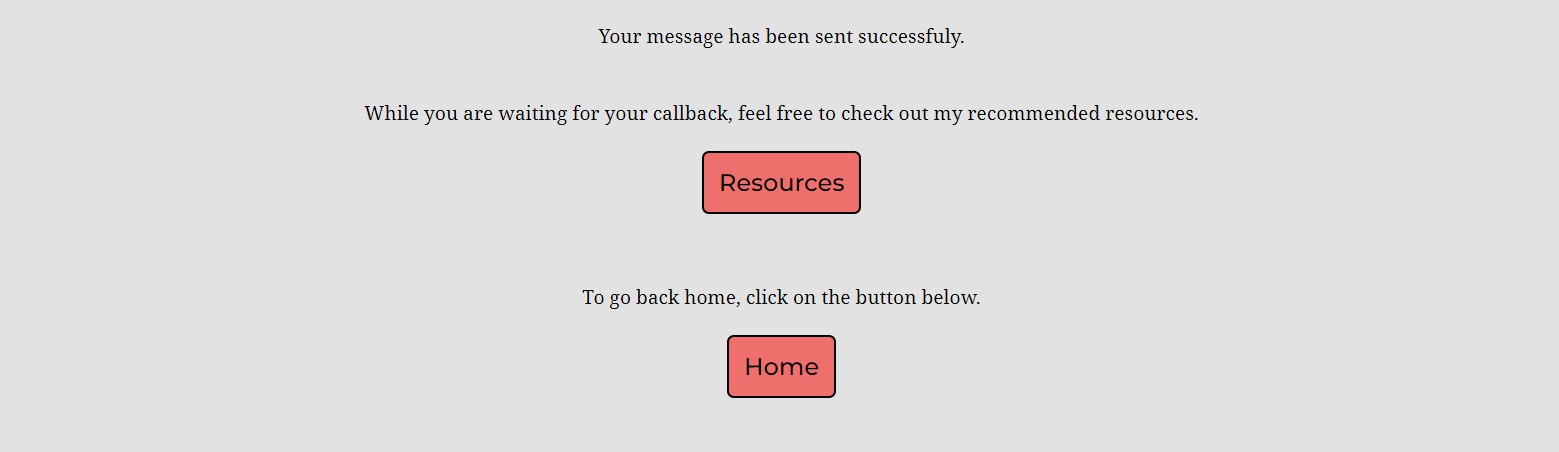 Your message has been sent successfuly.
While you are waiting for your callback, feel free to check out my recommended resources.
Resources
To go back home, click on the button below.
Home